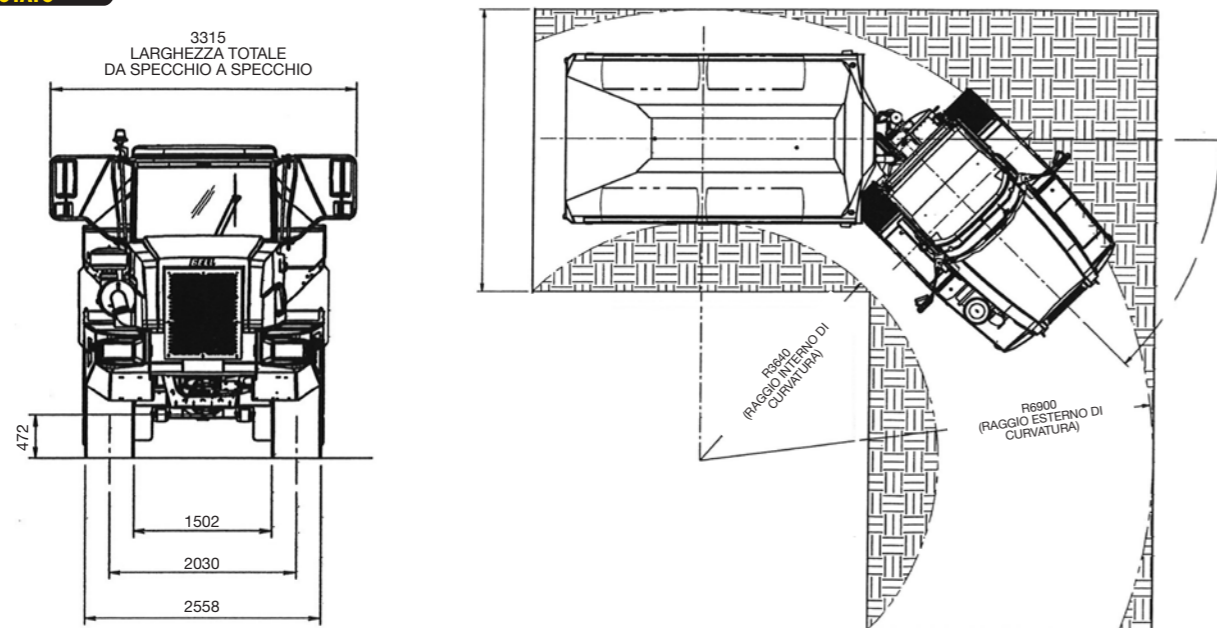 3315
LARGHEZZA TOTALE
DA SPECCHIO A SPECCHIO
BELL
472
1502
2030
2558
R3640
(RAGGIO INTERNO DI
CURVATURA)
R6900
(RAGGIO ESTERNO DI
CURVATURA)